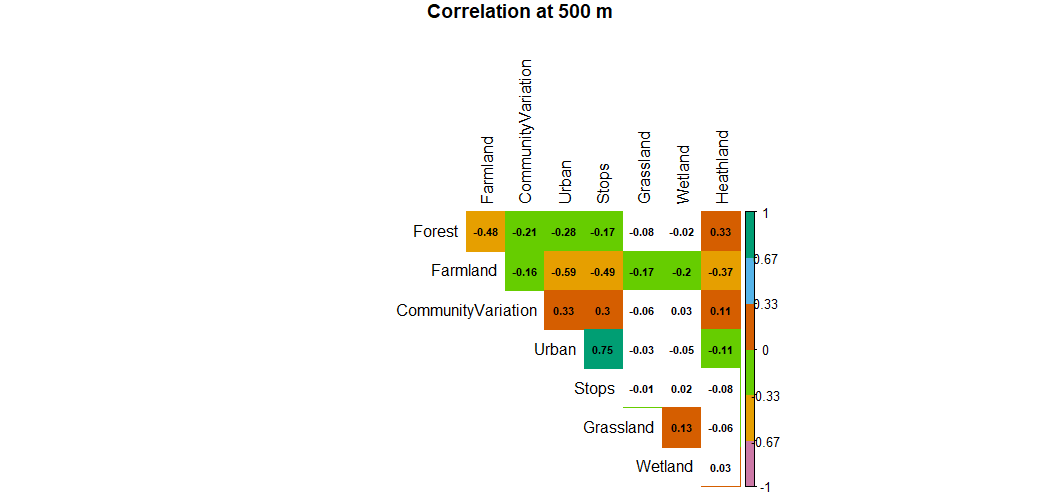 Correlation at 500 m
Farmland
CommunityVariation
Urban
Stops
Grassland
Wetland
Heathland
Forest -0.48 -0.21 -0.28 -0.17 -0.08 -0.02 0.33
Farmland -0.16 -0.59 -0.49 -0.17 -0.2 -0.37
CommunityVariation 0.33 0.3 -0.06 0.03 0.11
Urban 0.75 -0.03 -0.05 -0.11
Stops -0.01 0.02 -0.08
Grassland 0.13 -0.06
Wetland 0.03
1
0.67
0.33
0
-0.33
-0.67
-1